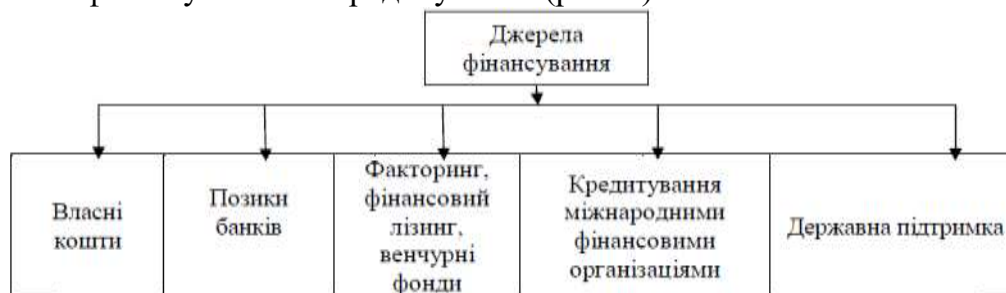 Джерела
фінансування
Власні
кошти
Позики
банків
Факторинг,
фінансовий
лізинг,
венчурні
фонди
Кредитування
міжнародними
фінансовими
організаціями
Державна підтримка